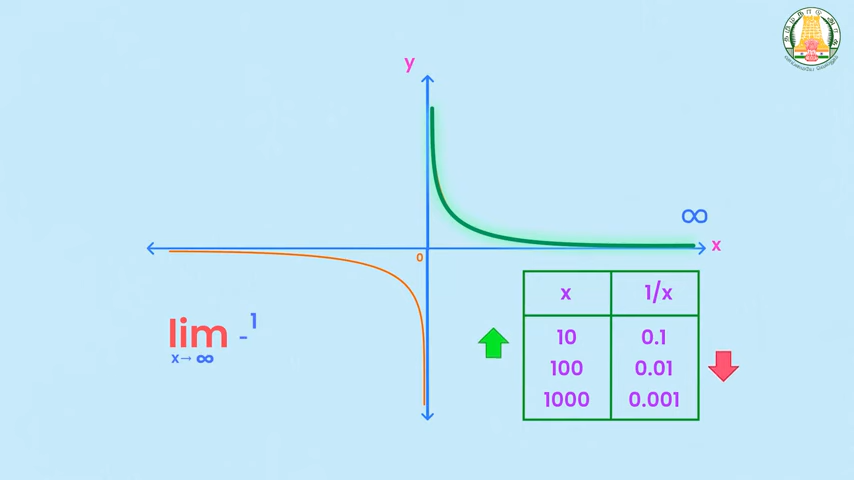 y
∞
x
0
lim -1
x→ ∞
x 1/x
10 0.1
100 0.01
1000 0.001